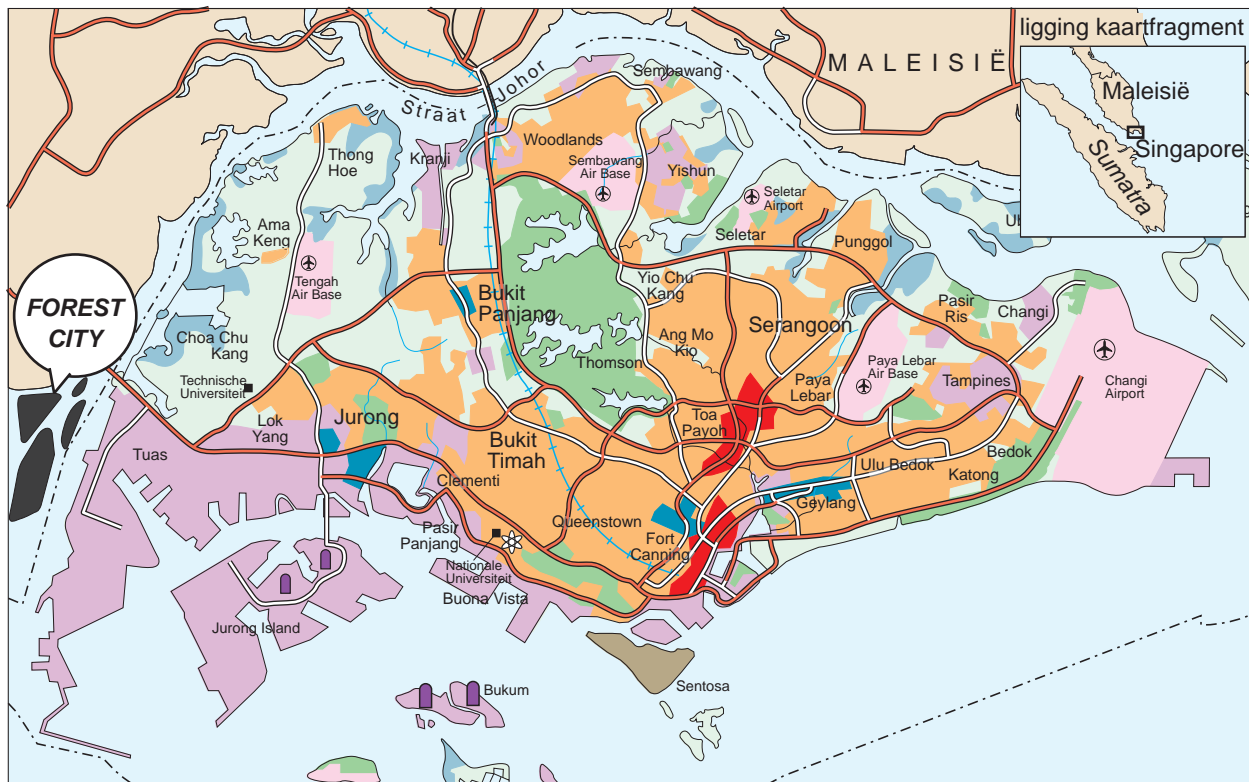 ligging kaartfragment
MALEISIË
Maleisië
Singapore
Sumatra
Straat Johor
Sembawang
Woodlands
Thong
Hoe
Kranji
Sembawang
Air Base
Yishun
Seletar
Airport
Ama
Keng
Seletar
Punggol
Tengah
Air Base
Yio Chu
Kang
FOREST
CITY
Bukit
Panjang
Pasir
Ris
Changi
Choa Chu
Kang
Serangoon
Ang Mo
Kio
Thomson
Paya Lebar
Air Base
Technische
Universiteit
Paya
Lebar
Tampines
Changi
Airport
Lok
Yang
Jurong
Toa
Payoh
Tuas
Bukit
Timah
Bedok
Ulu Bedok
Katong
Clementi
Geylang
Queenstown
Pasir
Panjang
Fort
Canning
Nationale
Universiteit
Buona Vista
Jurong Island
Sentosa
Bukum